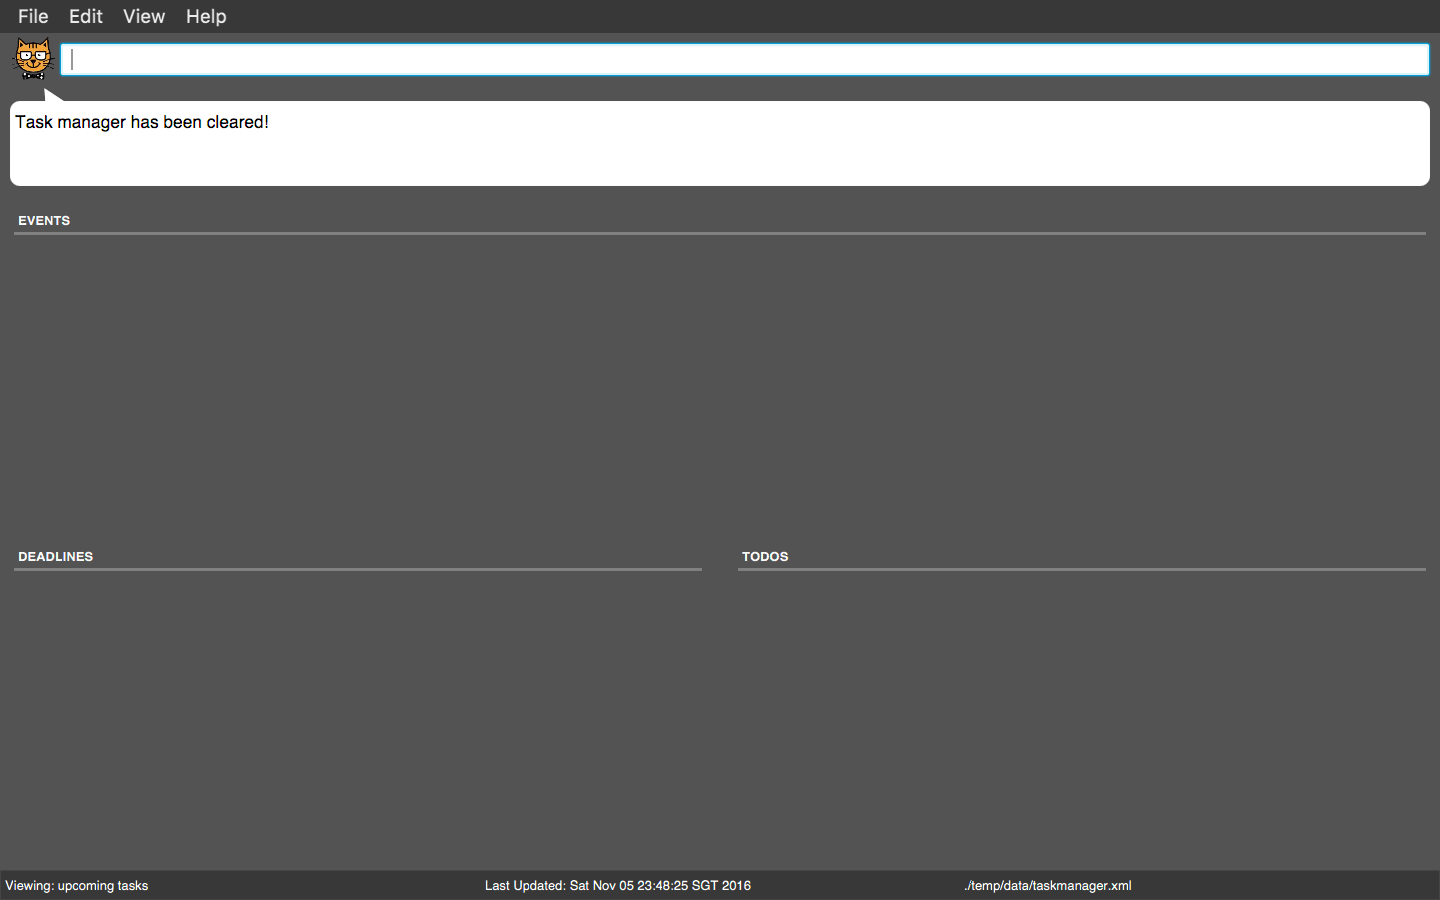 File Edit View Help
Task manager has been cleared!
EVENTS
DEADLINES
TODOS
Viewing: upcoming tasks
Last Updated: Sat Nov 05 23:48:25 SGT 2016
./temp/data/taskmanager.xml